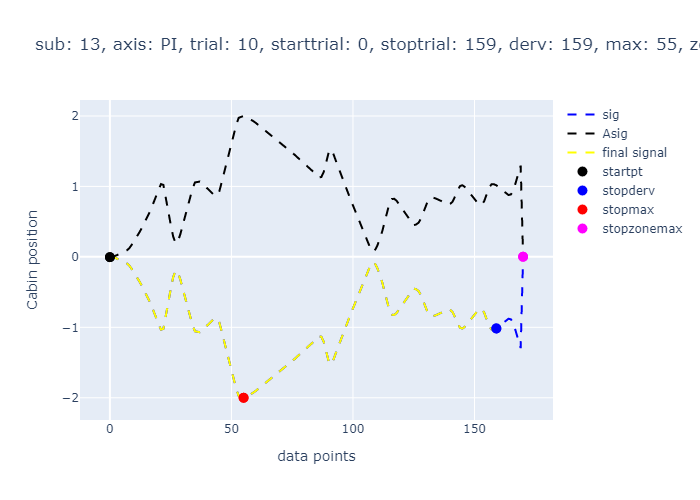 sub: 13, axis: PI, trial: 10, starttrial: 0, stoptrial: 159, derv: 159, max: 55, z
Cabin position
2
1
0
−1
−2
0
50
100
150
data points
sig
Asig
final signal
startpt
stopderv
stopmax
stopzonemax